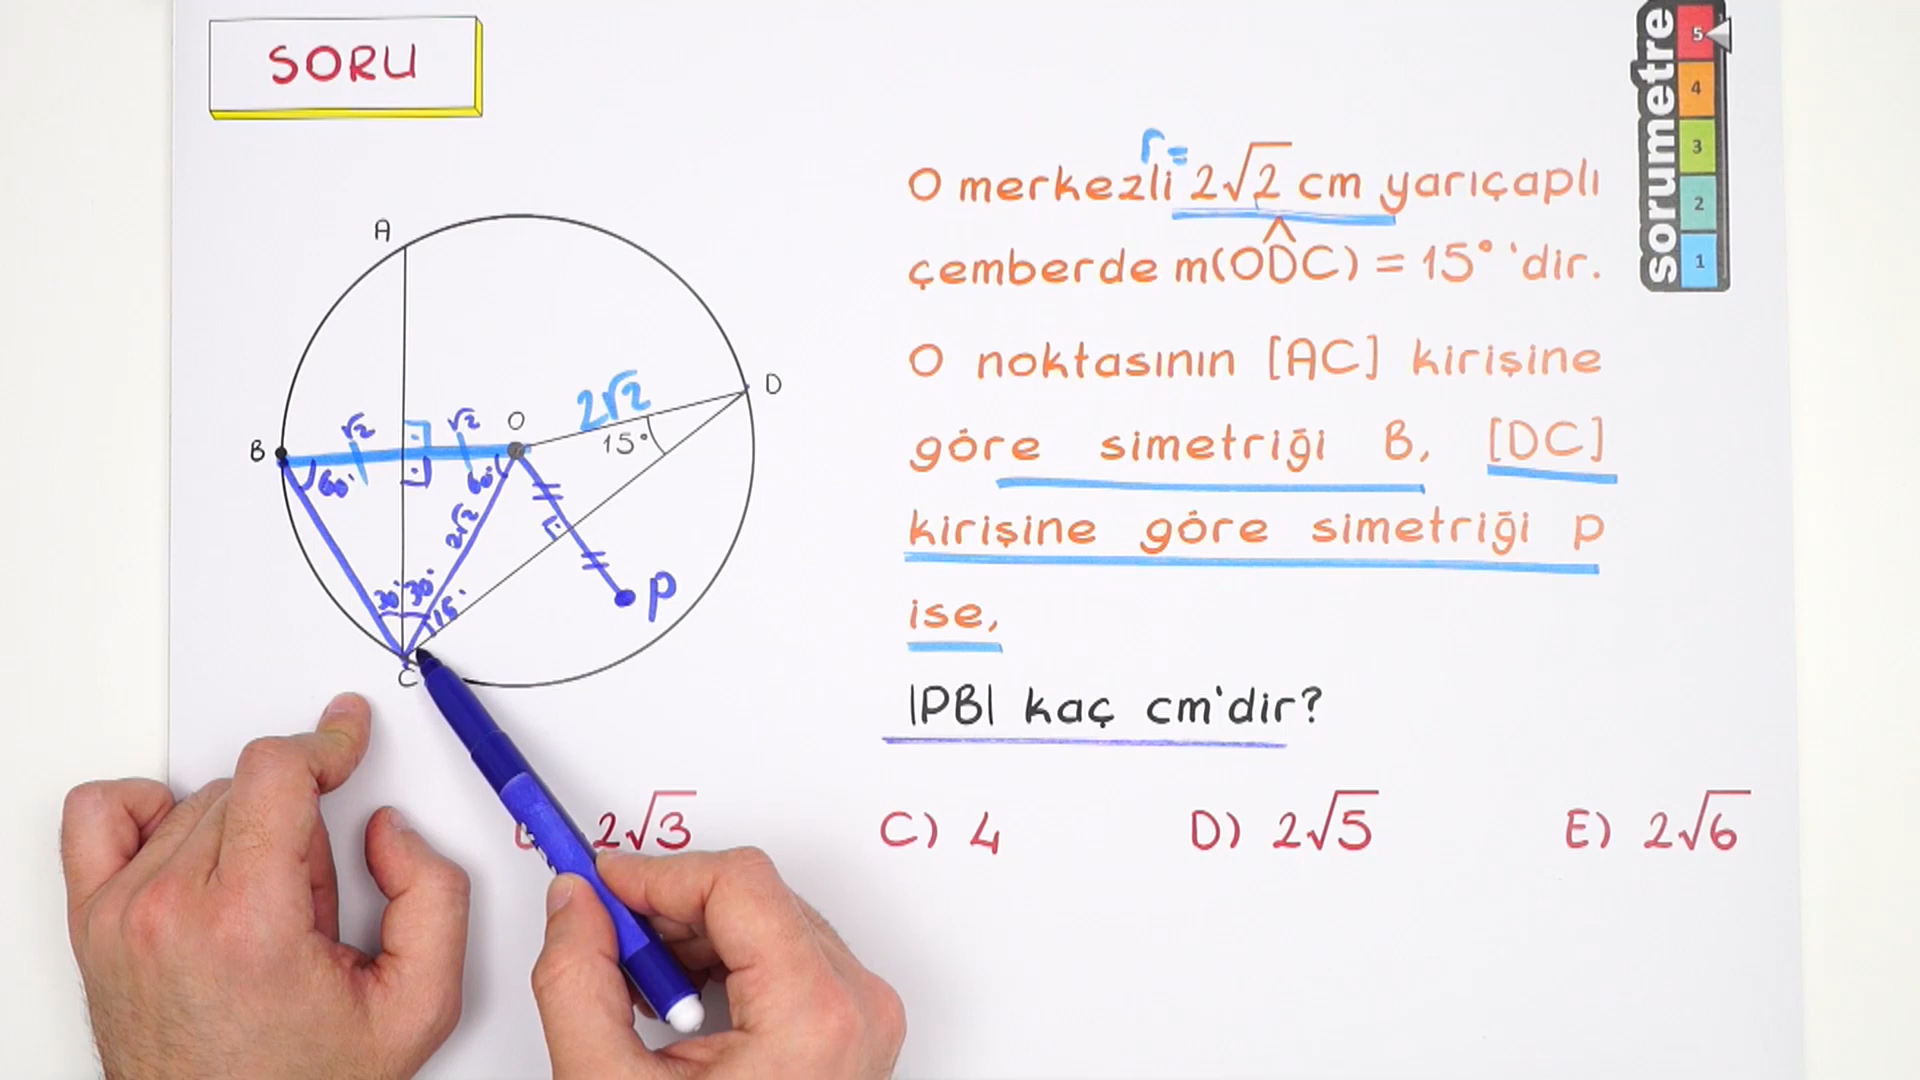 SORU
sorumetre
5
4
3
2
1
r=
O merkezli 2√2 cm yarıçaplı
çemberde m(ODC) = 15° 'dir.
O noktasının [AC] kirişine
göre simetriği B, [DC]
kirişine göre simetriği P
ise,
|PB| kaç cm'dir?
2√3
C) 4
D) 2√5
E) 2√6
A
D
2√2
O
15°
√2
√2
B
60°
60°
2√2
P
30°
30°
15°
C